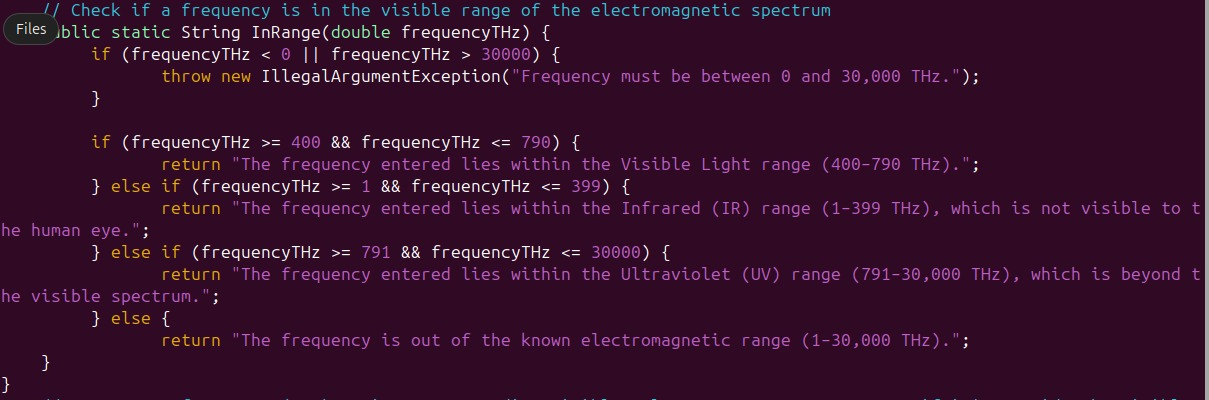 // Check if a frequency is in the visible range of the electromagnetic spectrum
Files
ublic static String InRange(double frequencyTHz) {
if (frequencyTHz < 0 || frequencyTHz > 30000) {
throw new IllegalArgumentException("Frequency must be between 0 and 30,000 THz.");
}
if (frequencyTHz >= 400 && frequencyTHz <= 790) {
return "The frequency entered lies within the Visible Light range (400–790 THz).";
} else if (frequencyTHz >= 1 && frequencyTHz <= 399) {
return "The frequency entered lies within the Infrared (IR) range (1–399 THz), which is not visible to t
he human eye.";
} else if (frequencyTHz >= 791 && frequencyTHz <= 30000) {
return "The frequency entered lies within the Ultraviolet (UV) range (791–30,000 THz), which is beyond t
he visible spectrum.";
} else {
return "The frequency is out of the known electromagnetic range (1–30,000 THz).";
}
}